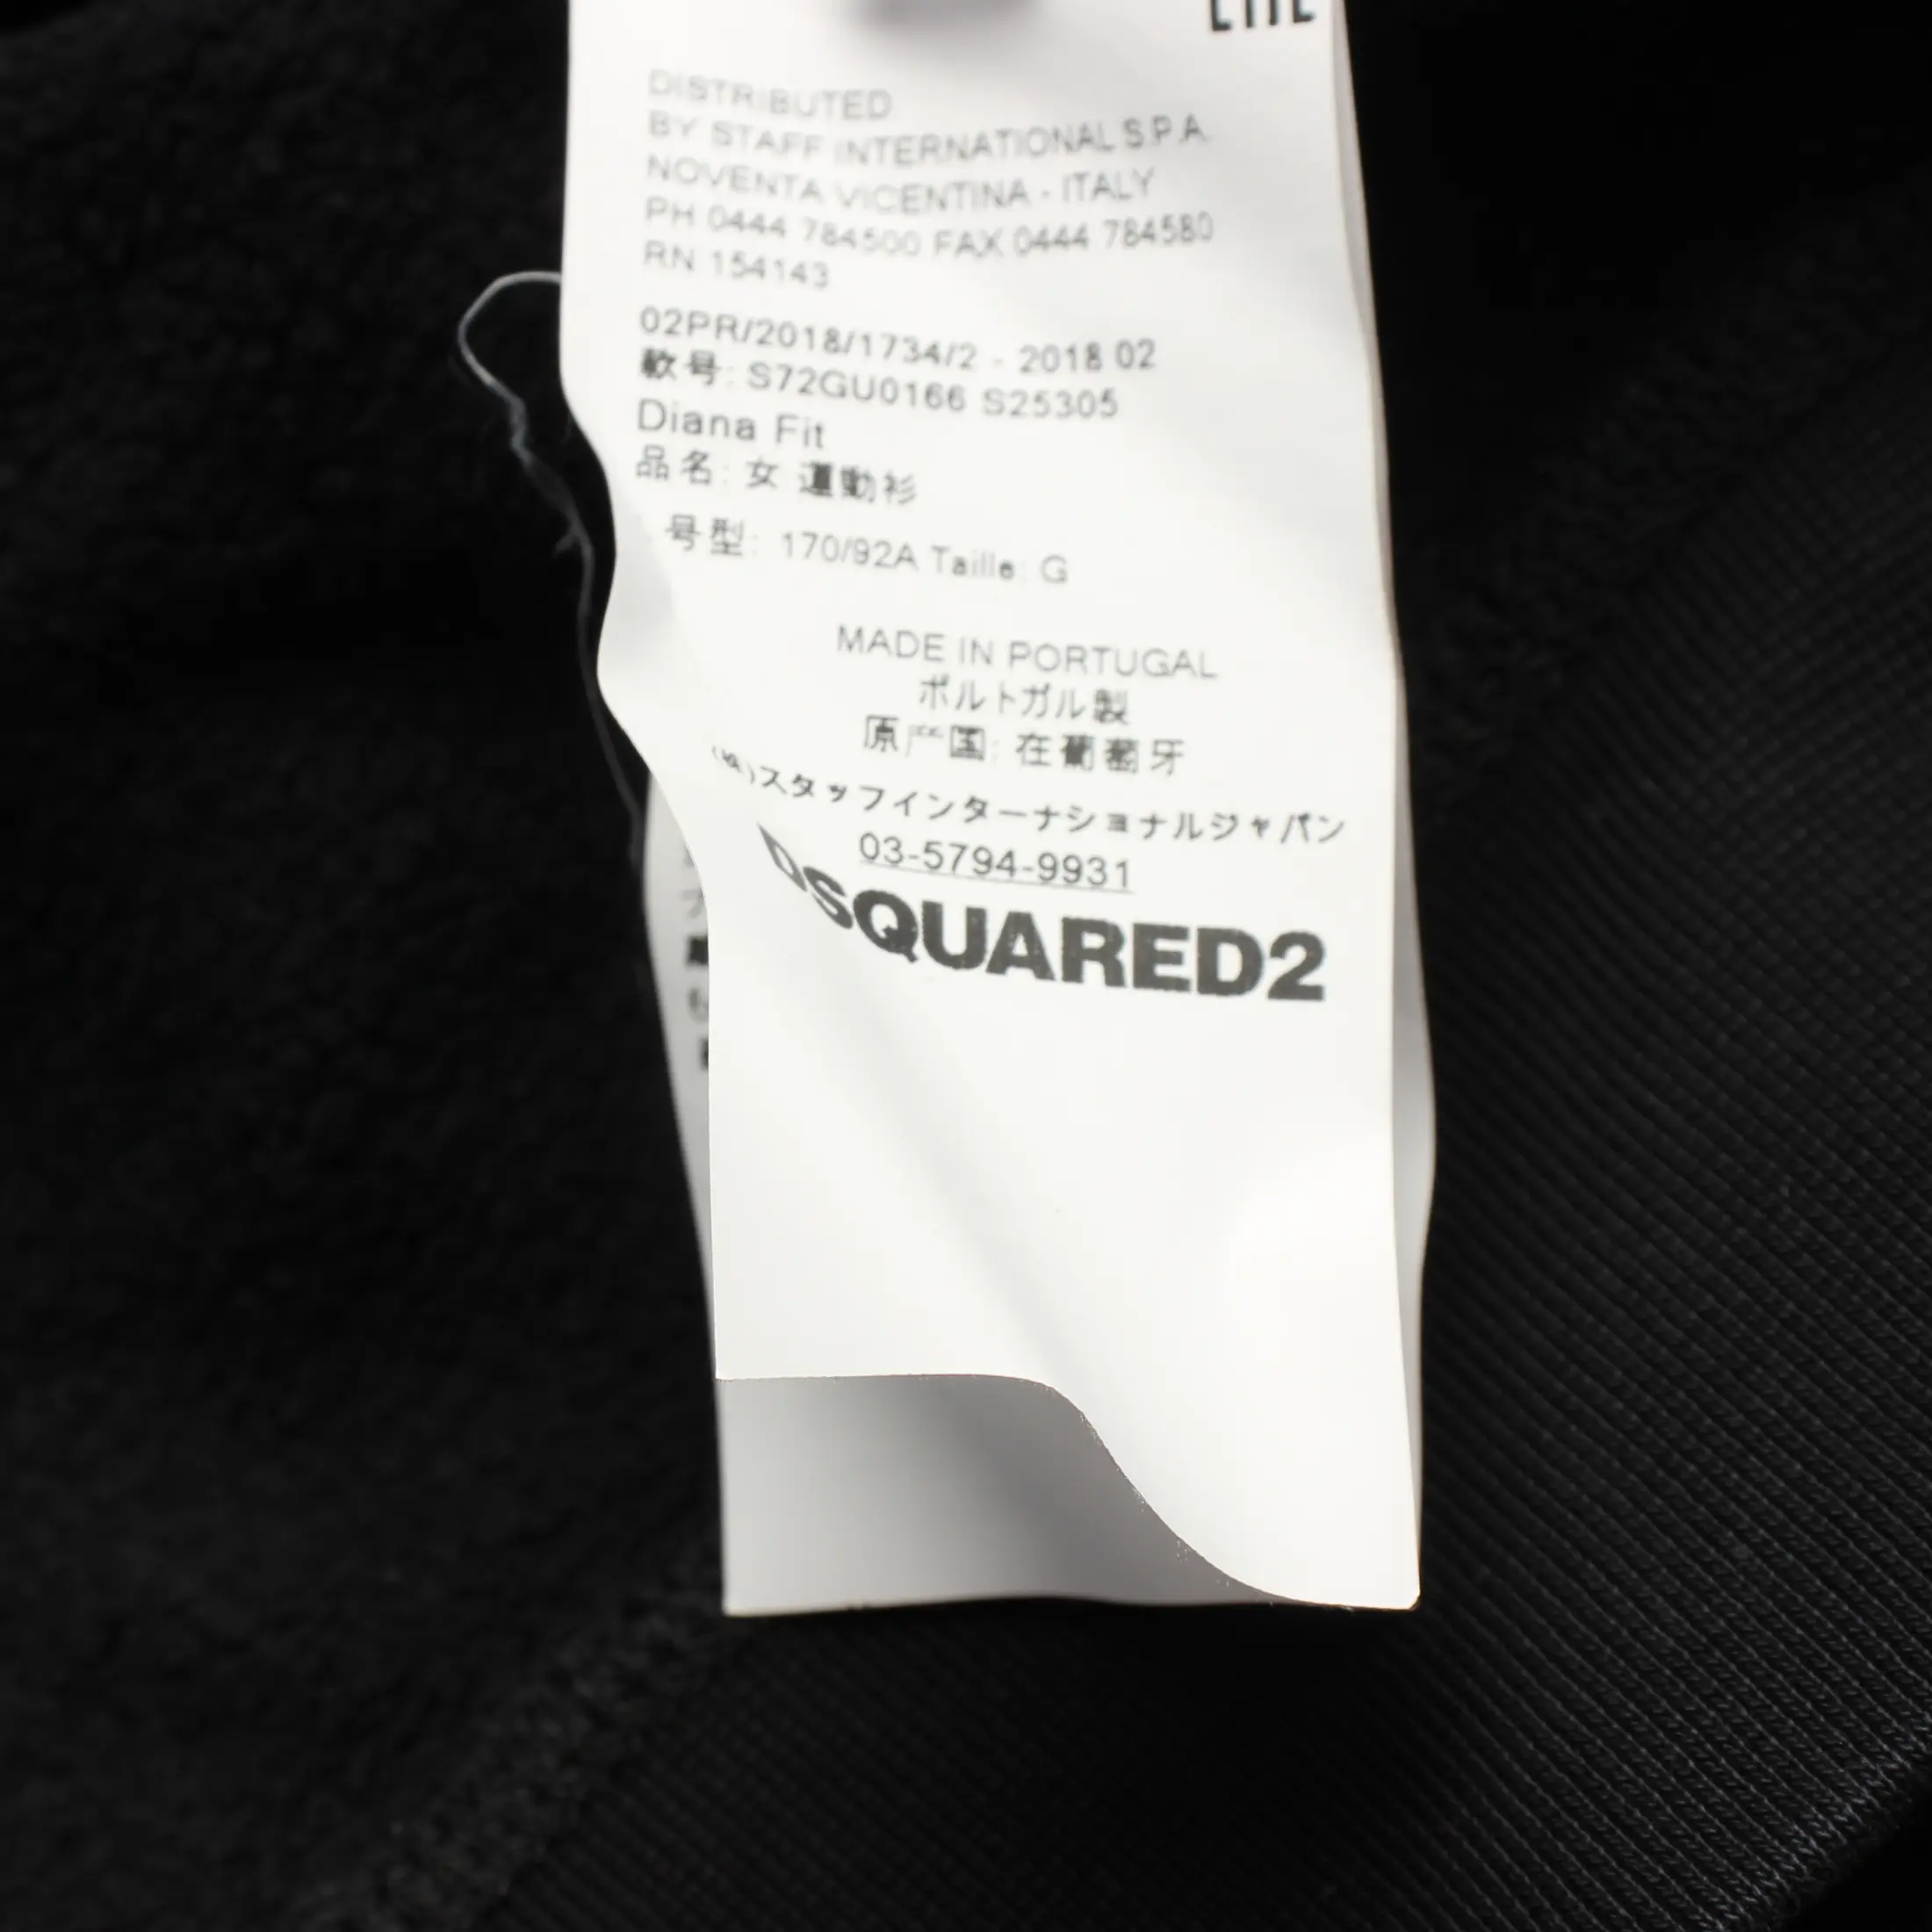 DISTRIBUTED
BY STAFF INTERNATIONAL S.P.A.
NOVENTA VICENTINA - ITALY
PH 0444 784500 FAX 0444 784580
RN 154143
02PR/2018/1734/2 - 2018 02
軟号: S72GU0166 S25305
Diana Fit
品名: 女 運動衫
号型: 170/92A Taille: G
MADE IN PORTUGAL
ポルトガル製
原产国: 在葡萄牙
(株)スタッフインターナショナルジャパン
03-5794-9931
DSQUARED2